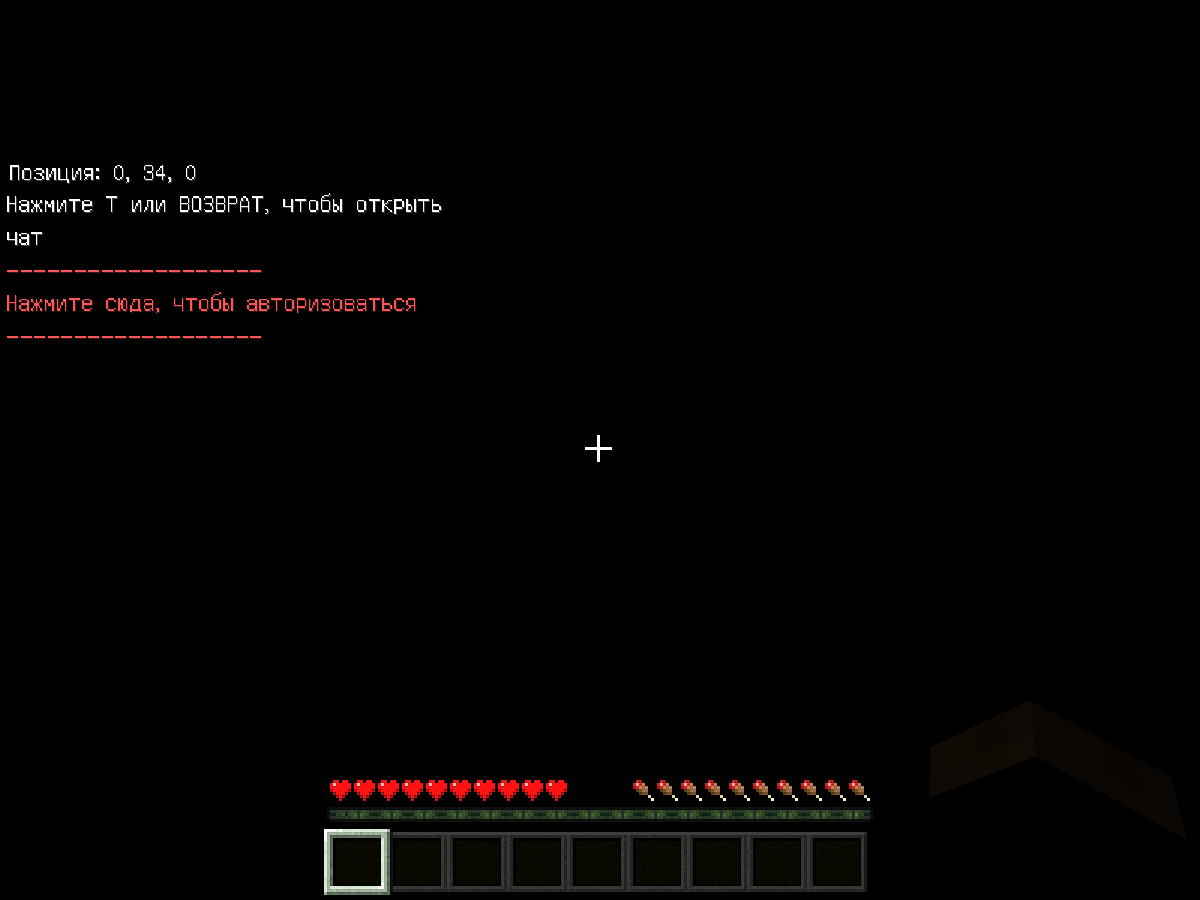 Позиция: 0, 34, 0
Нажмите T или ВОЗВРАТ, чтобы открыть
чат
-------------------
Нажмите сюда, чтобы авторизоваться
-------------------